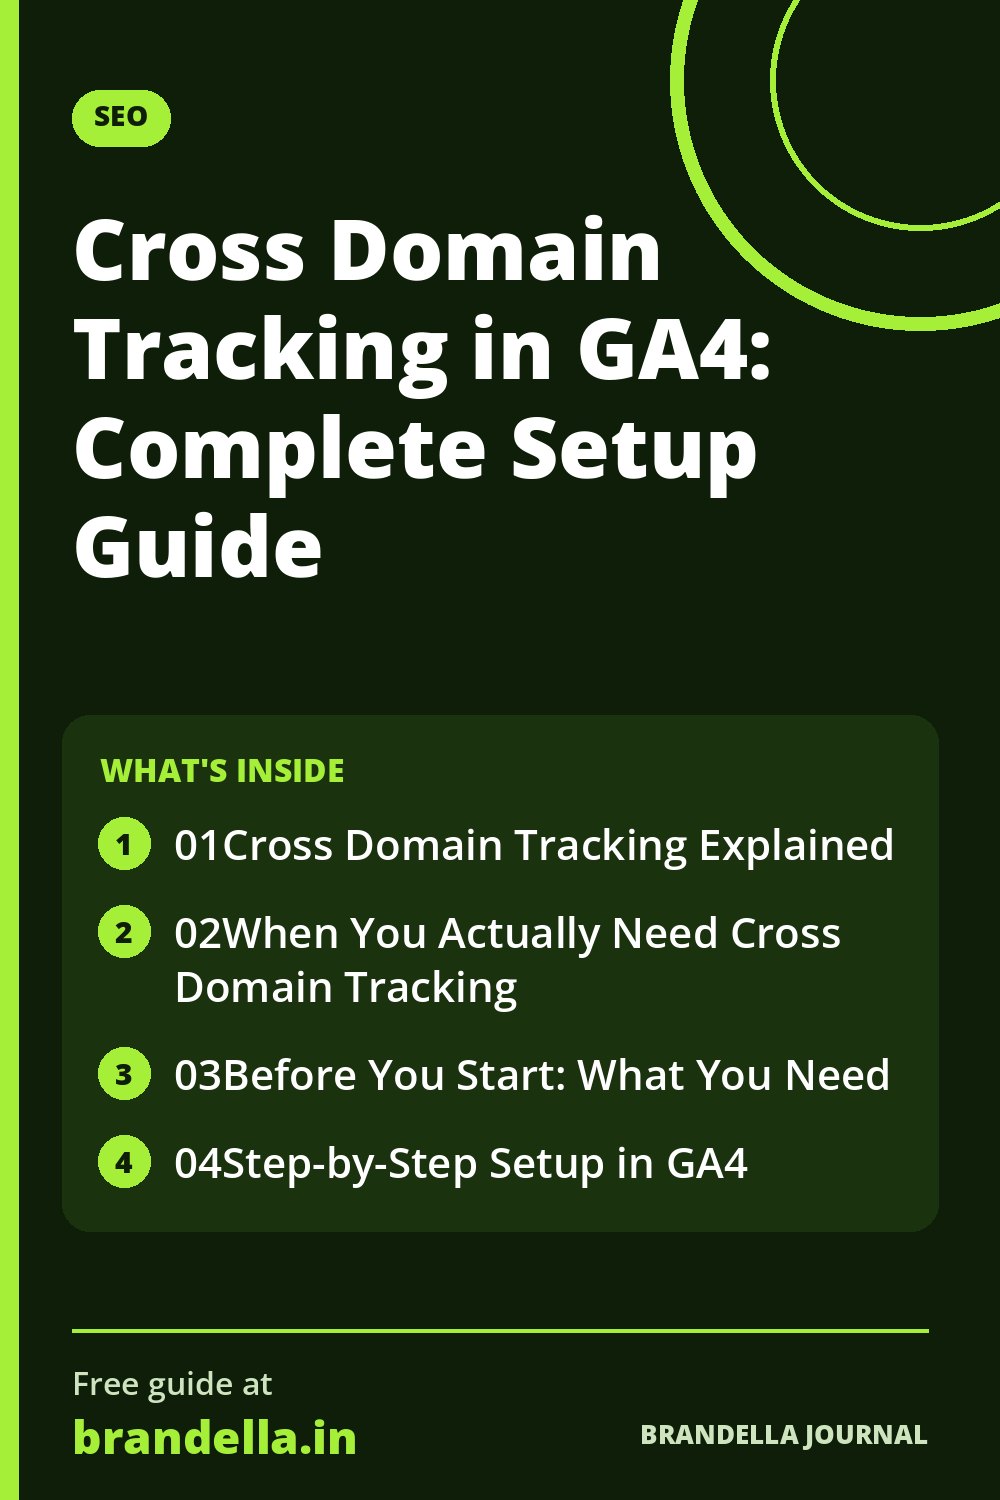 SEO
Cross Domain
Tracking in GA4:
Complete Setup
Guide
WHAT'S INSIDE
1 01Cross Domain Tracking Explained
2 02When You Actually Need Cross
Domain Tracking
3 03Before You Start: What You Need
4 04Step-by-Step Setup in GA4
Free guide at
brandella.in
BRANDELLA JOURNAL